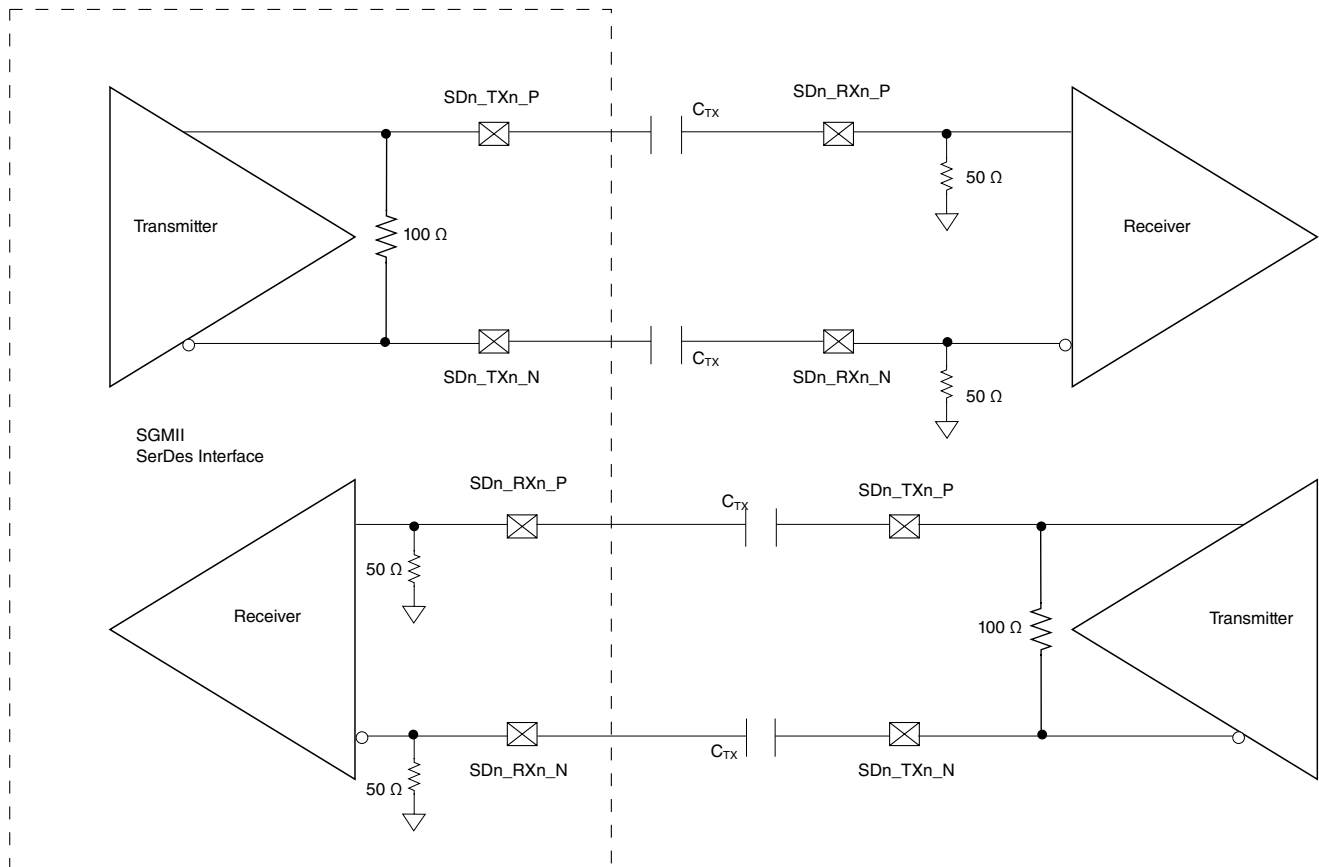 SDn_TXn_P
C_TX
SDn_RXn_P
50 Ω
Transmitter
100 Ω
Receiver
C_TX
SDn_TXn_N
SDn_RXn_N
50 Ω
SGMII
SerDes Interface
SDn_RXn_P
C_TX
SDn_TXn_P
50 Ω
Receiver
100 Ω
Transmitter
C_TX
SDn_RXn_N
SDn_TXn_N
50 Ω